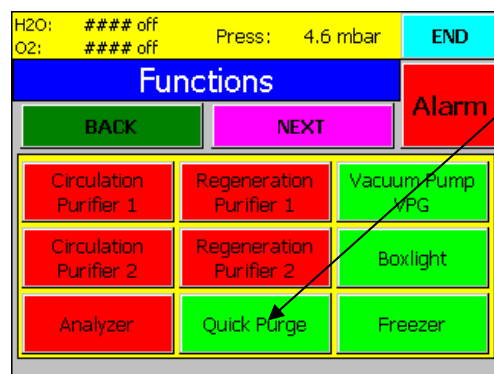 H2O: #### off
O2: #### off
Press: 4.6 mbar
END
Functions
Alarm
BACK
NEXT
Circulation
Purifier 1
Regeneration
Purifier 1
Vacuum Pump
VPG
Circulation
Purifier 2
Regeneration
Purifier 2
Boxlight
Analyzer
Quick Purge
Freezer